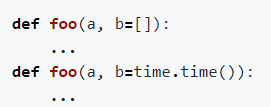 def foo(a, b=[]):
    ...
def foo(a, b=time.time()):
    ...